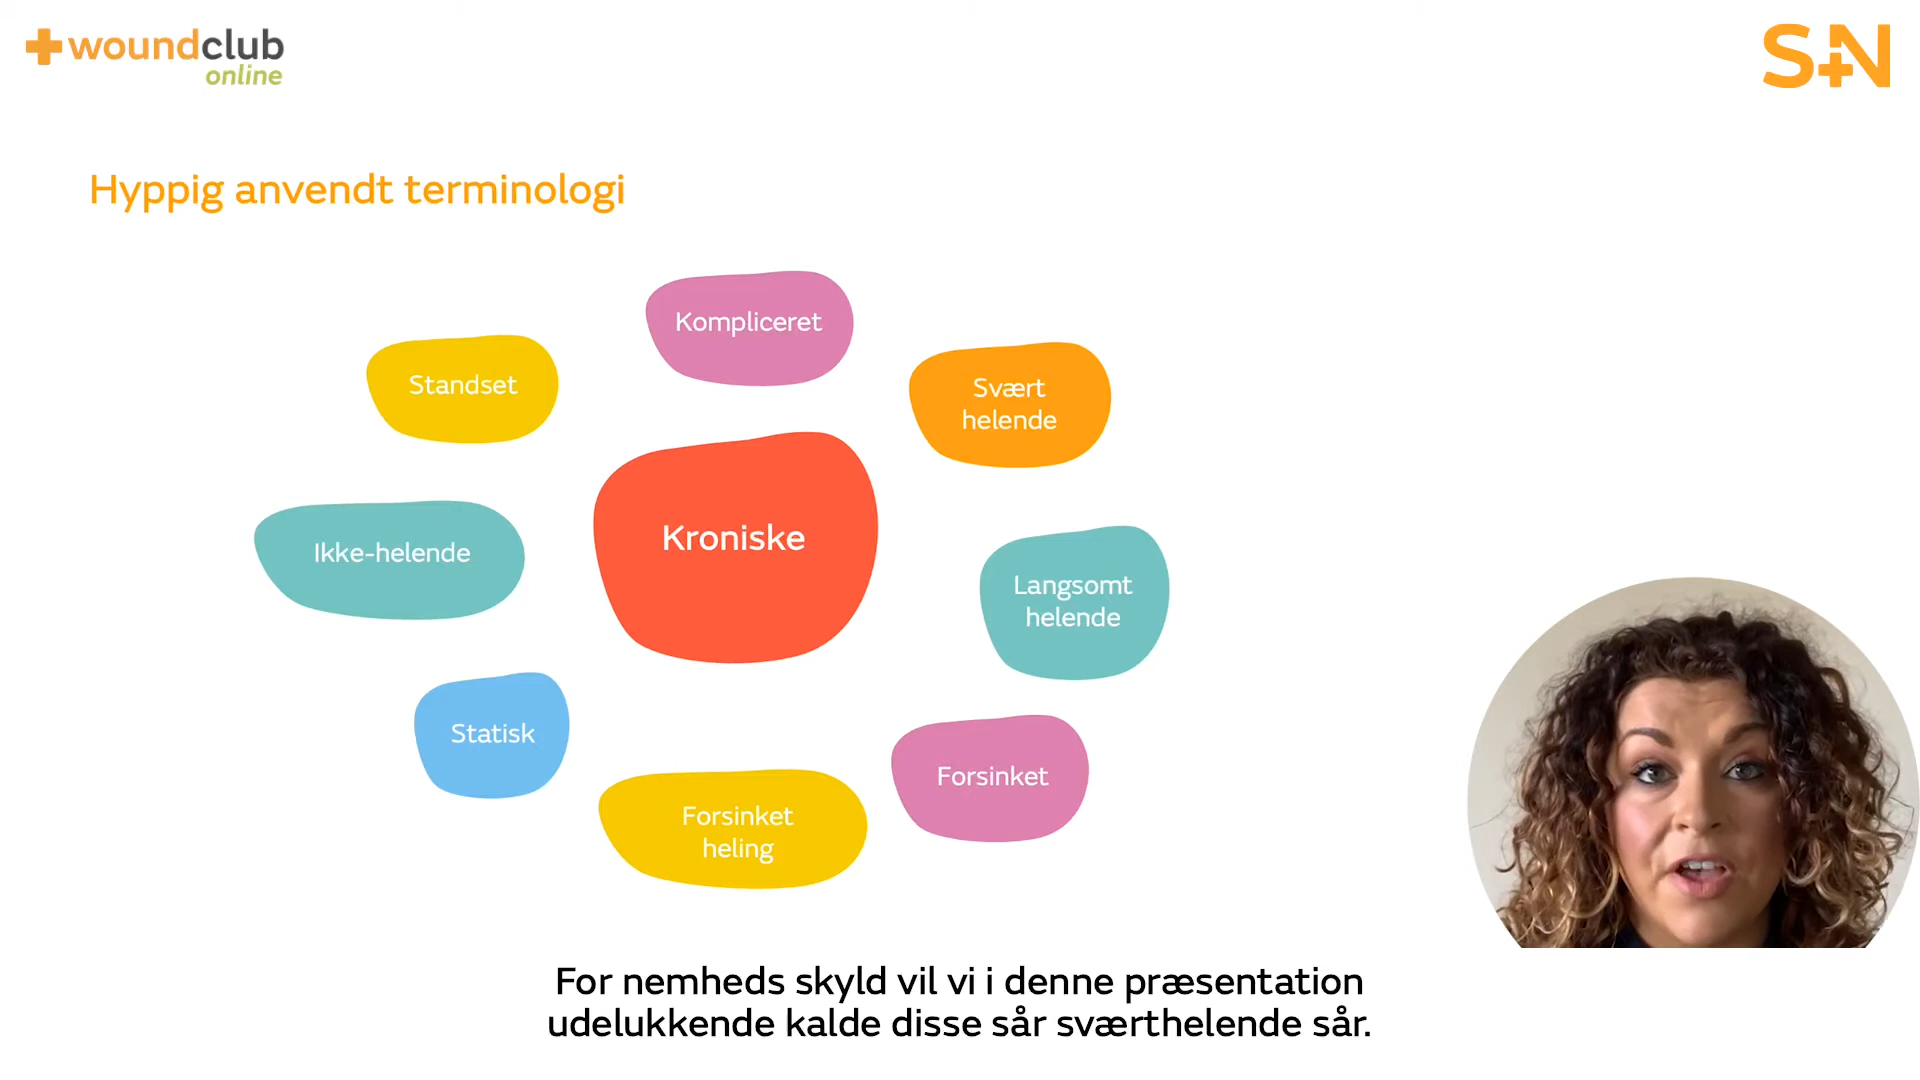 woundclub
online
S+N
Hyppig anvendt terminologi
Kompliceret
Standset
Svært
helende
Kroniske
Ikke-helende
Langsomt
helende
Statisk
Forsinket
Forsinket
heling
For nemheds skyld vil vi i denne præsentation
udelukkende kalde disse sår sværthelende sår.